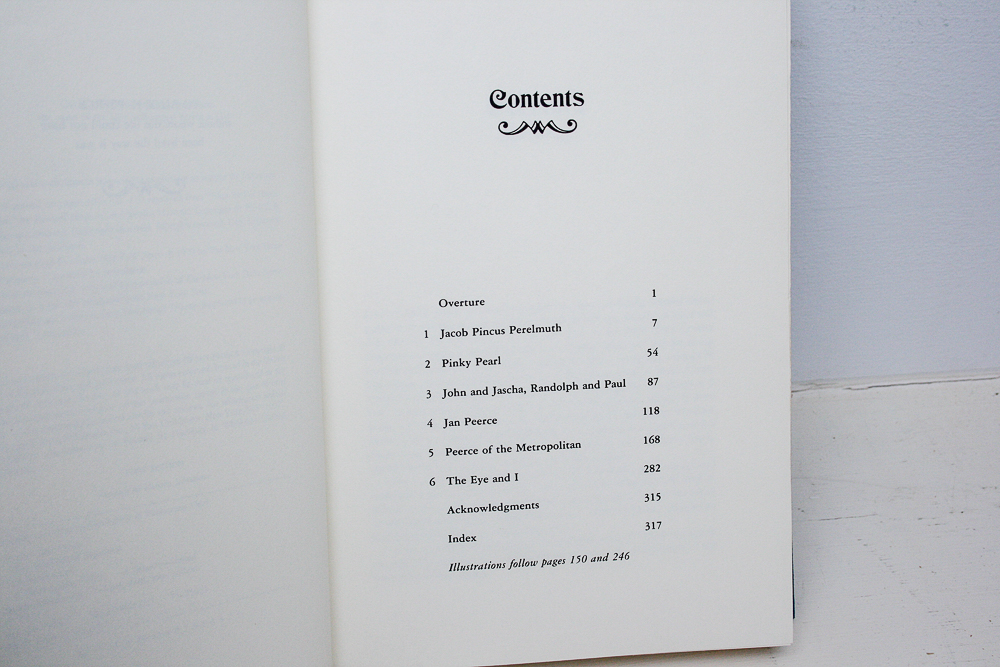 Contents
Overture 1
1 Jacob Pincus Perelmuth 7
2 Pinky Pearl 54
3 John and Jascha, Randolph and Paul 87
4 Jan Peerce 118
5 Peerce of the Metropolitan 168
6 The Eye and I 282
Acknowledgments 315
Index 317
Illustrations follow pages 150 and 246